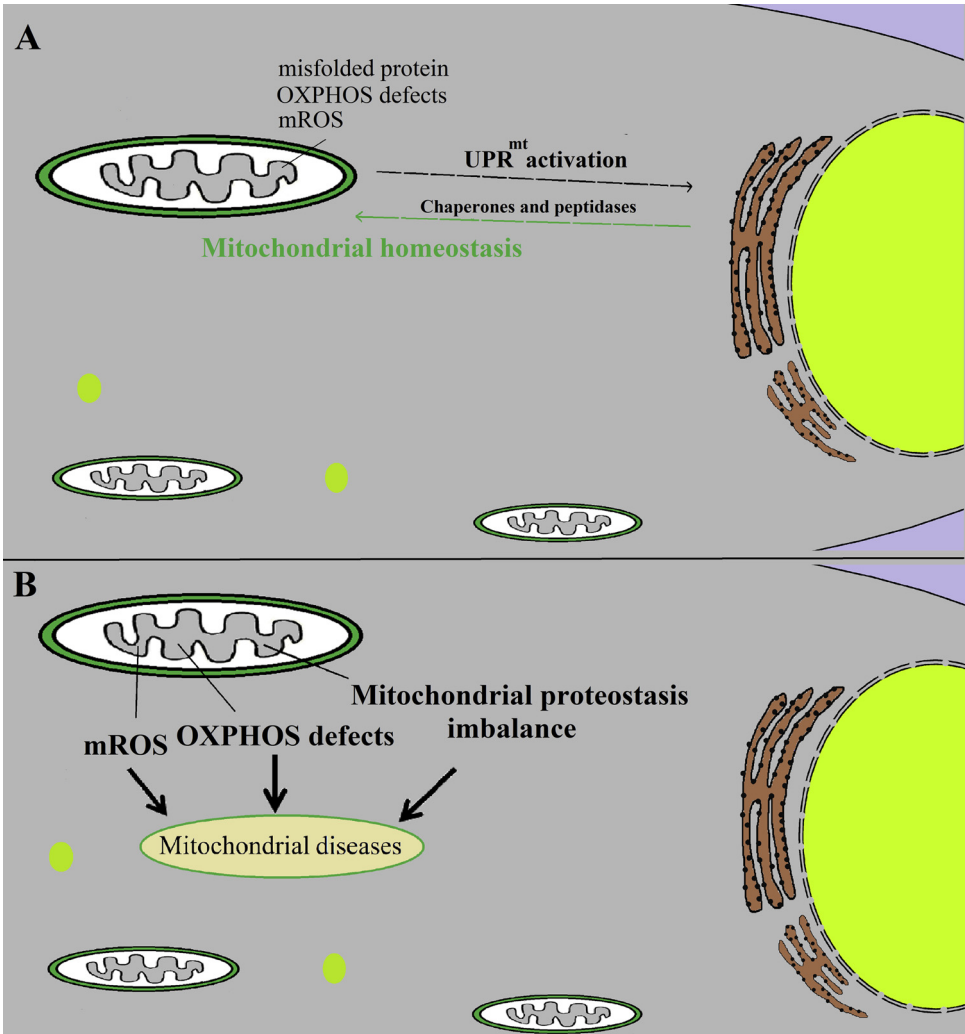 A
misfolded protein
OXPHOS defects
mROS
UPRmt activation
Chaperones and peptidases
Mitochondrial homeostasis
B
Mitochondrial proteostasis
imbalance
mROS
OXPHOS defects
Mitochondrial diseases